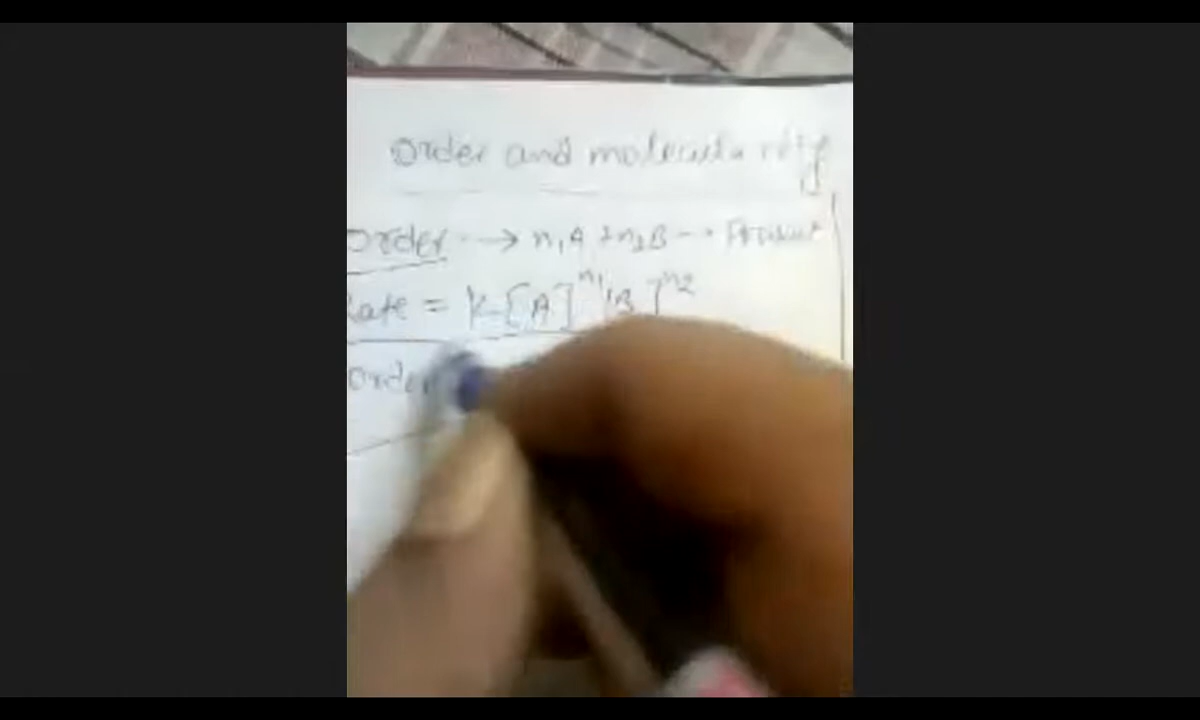 Order and molecularity
Order → n1A + n2B → Product
Rate = K [A]^n1 [B]^n2
Order